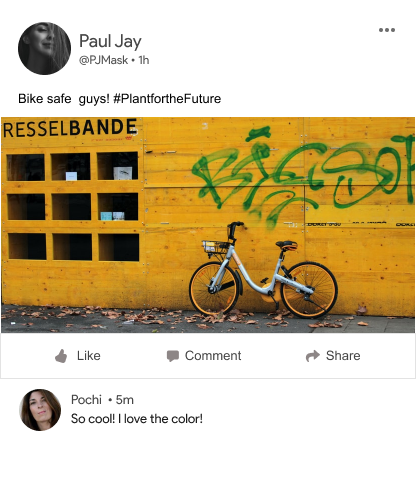 Paul Jay
@PJMask • 1h
Bike safe  guys! #PlantfortheFuture
RESSELBANDE
Like
Comment
Share
Pochi • 5m
So cool! I love the color!